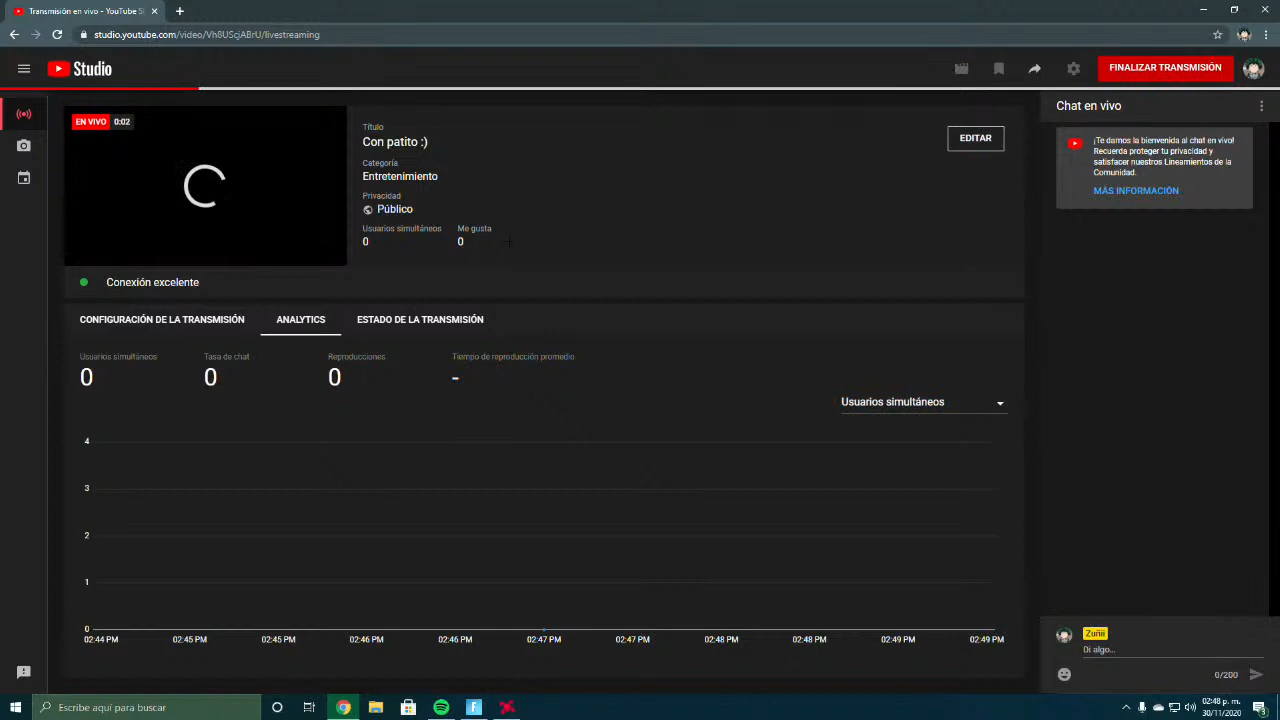 Transmisión en vivo - YouTube S
studio.youtube.com/video/Vh8UScjABrU/livestreaming
Studio
FINALIZAR TRANSMISIÓN
EN VIVO 0:02
Título
Con patito :)
EDITAR
Categoría
Entretenimiento
Privacidad
Público
Usuarios simultáneos Me gusta
0 0
Conexión excelente
CONFIGURACIÓN DE LA TRANSMISIÓN ANALYTICS ESTADO DE LA TRANSMISIÓN
Usuarios simultáneos Tasa de chat Reproducciones Tiempo de reproducción promedio
0 0 0 -
Usuarios simultáneos
4
3
2
1
0
02:44 PM 02:45 PM 02:45 PM 02:46 PM 02:46 PM 02:47 PM 02:47 PM 02:48 PM 02:48 PM 02:49 PM 02:49 PM
Chat en vivo
¡Te damos la bienvenida al chat en vivo!
Recuerda proteger tu privacidad y
satisfacer nuestros Lineamientos de la
Comunidad.
MÁS INFORMACIÓN
Zuñii
Di algo...
0/200
Escribe aquí para buscar
02:48 p. m.
30/11/2020
3